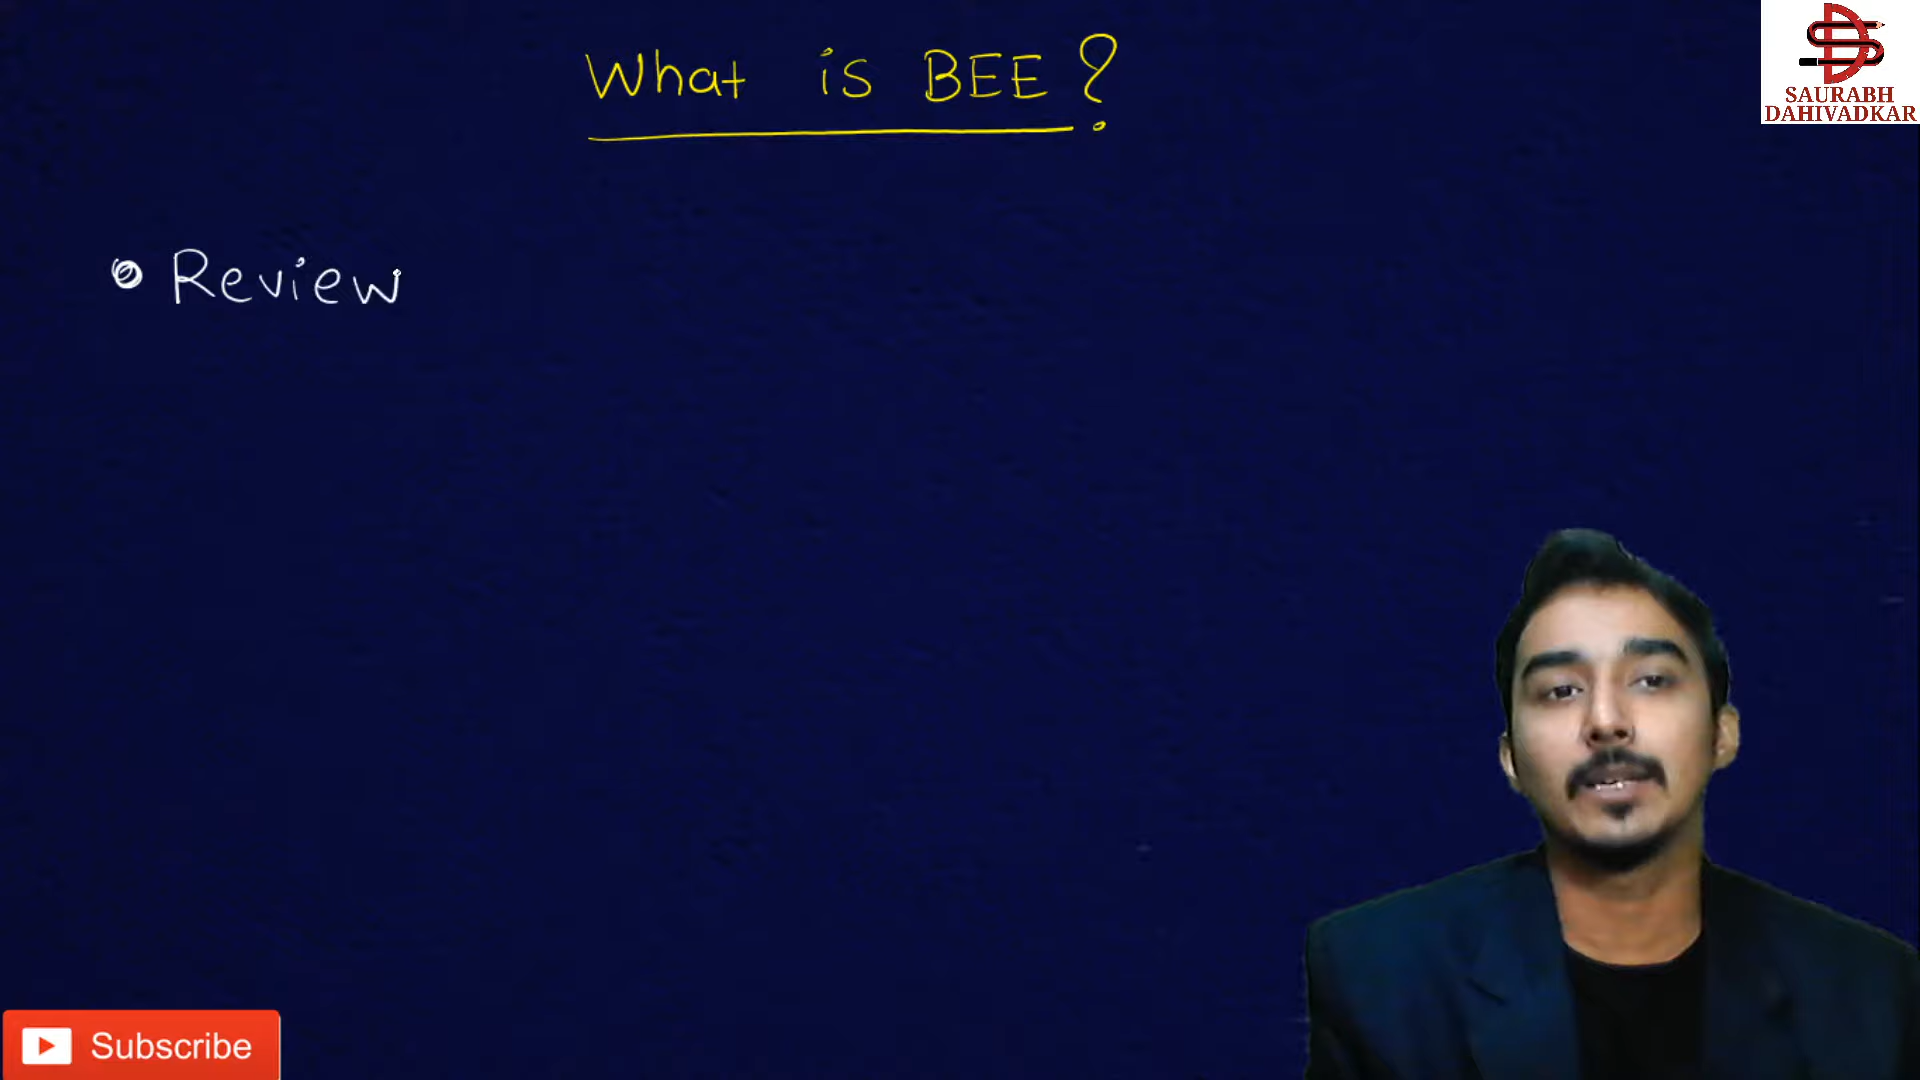 What is BEE?
SAURABH
DAHIVADKAR
Review
Subscribe